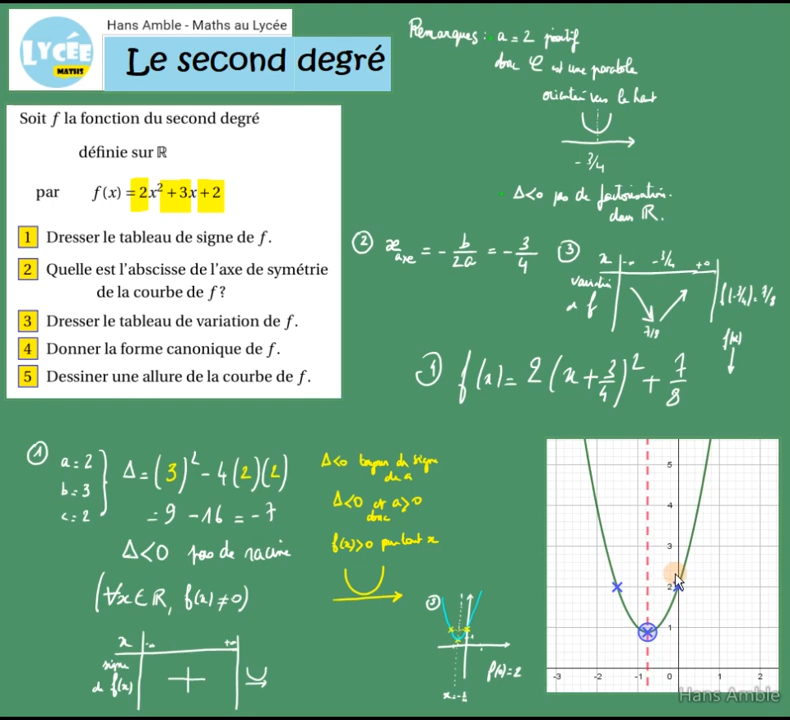 Hans Amble - Maths au Lycée
LYCÉE
MATHS
Le second degré
Soit f la fonction du second degré
définie sur ℝ
par f(x) = 2x² + 3x + 2
1 Dresser le tableau de signe de f.
2 Quelle est l'abscisse de l'axe de symétrie
de la courbe de f ?
3 Dresser le tableau de variation de f.
4 Donner la forme canonique de f.
5 Dessiner une allure de la courbe de f.
Remarques : a = 2 positif
donc 𝒞 est une parabole
orientée vers le haut
- 3/4
Δ<0 pas de factorisation
dans ℝ.
② x axe = - b/2a = - 3/4
③ x -∞ -3/4 +∞
variation
de f
7/8
f(-3/4) = 7/8
f(x)
④ f(x) = 2(x + 3/4)² + 7/8
① a = 2
b = 3
c = 2
Δ = (3)² - 4(2)(2)
= 9 - 16 = -7
Δ<0 pas de racine
(∀x∈ℝ, f(x) ≠ 0)
x -∞ +∞
signe
de f(x) +
Δ<0 toujours du signe
de a
Δ<0 et a>0
donc
f(x)>0 pour tout x
⑤
f(0) = 2
5
4
3
2
1
-3 -2 -1 0 1 2
Hans Amble